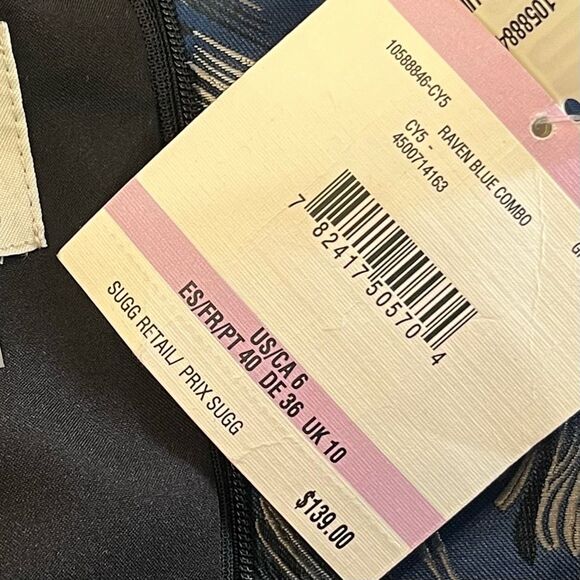 10588846-CY5
RAVEN BLUE COMBO
CY5 -
4500714163
7 82417 50570 4
US/CA 6
ES/FR/PT 40 DE 36 UK 10
SUGG RETAIL/ PRIX SUGG
$139.00
1058884